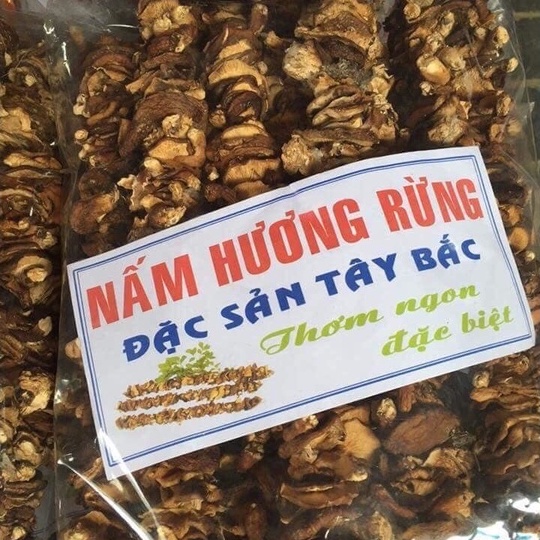 NẤM HƯƠNG RỪNG
ĐẶC SẢN TÂY BẮC
Thơm ngon
đặc biệt